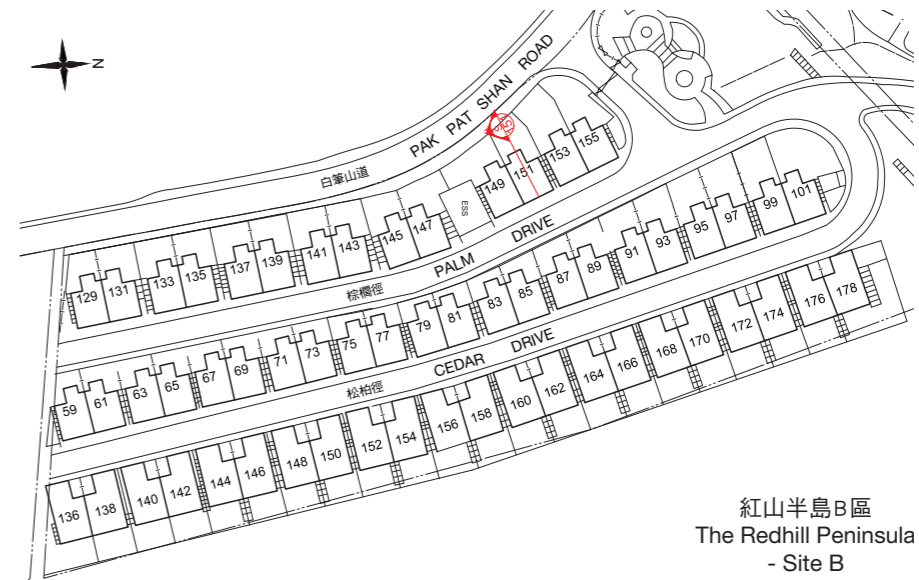 N
PAK PAT SHAN ROAD
白筆山道
153 155
149 151
ESS
145 147
141 143
137 139
133 135
129 131
PALM DRIVE
棕櫚徑
99 101
95 97
91 93
87 89
83 85
79 81
75 77
71 73
67 69
63 65
59 61
CEDAR DRIVE
松柏徑
176 178
172 174
168 170
164 166
160 162
156 158
152 154
148 150
144 146
140 142
136 138
紅山半島B區
The Redhill Peninsula
- Site B